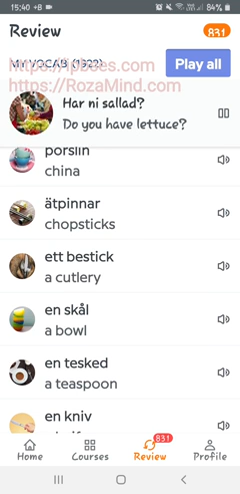 15:40 +B
84%
Review
831
MY VOCAB (1622)
https://ipieces.com
Play all
https://RozaMind.com
Har ni sallad?
Do you have lettuce?
porslin
china
ätpinnar
chopsticks
ett bestick
a cutlery
en skål
a bowl
en tesked
a teaspoon
en kniv
831
Home
Courses
Review
Profile